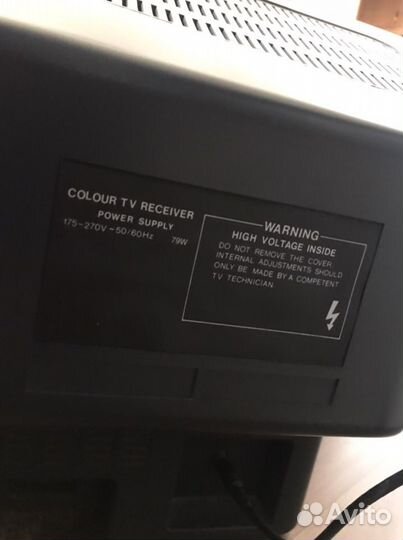 COLOUR TV RECEIVER
POWER SUPPLY
175-270V~50/60Hz 79W
WARNING
HIGH VOLTAGE INSIDE
DO NOT REMOVE THE COVER.
INTERNAL ADJUSTMENTS SHOULD
ONLY BE MADE BY A COMPETENT
TV TECHNICIAN.
Avito